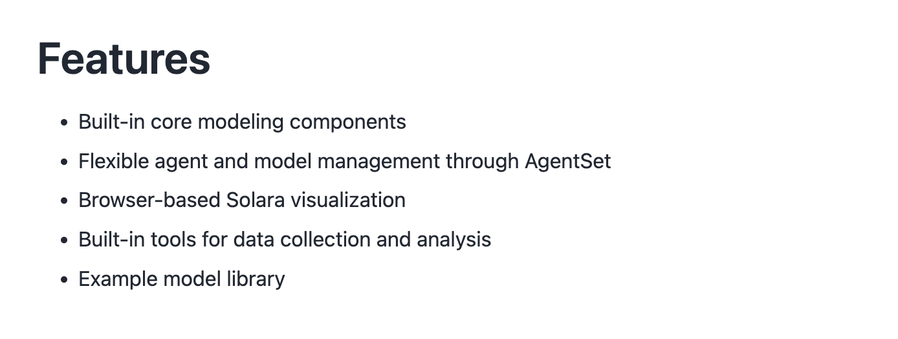 Features
• Built-in core modeling components
• Flexible agent and model management through AgentSet
• Browser-based Solara visualization
• Built-in tools for data collection and analysis
• Example model library